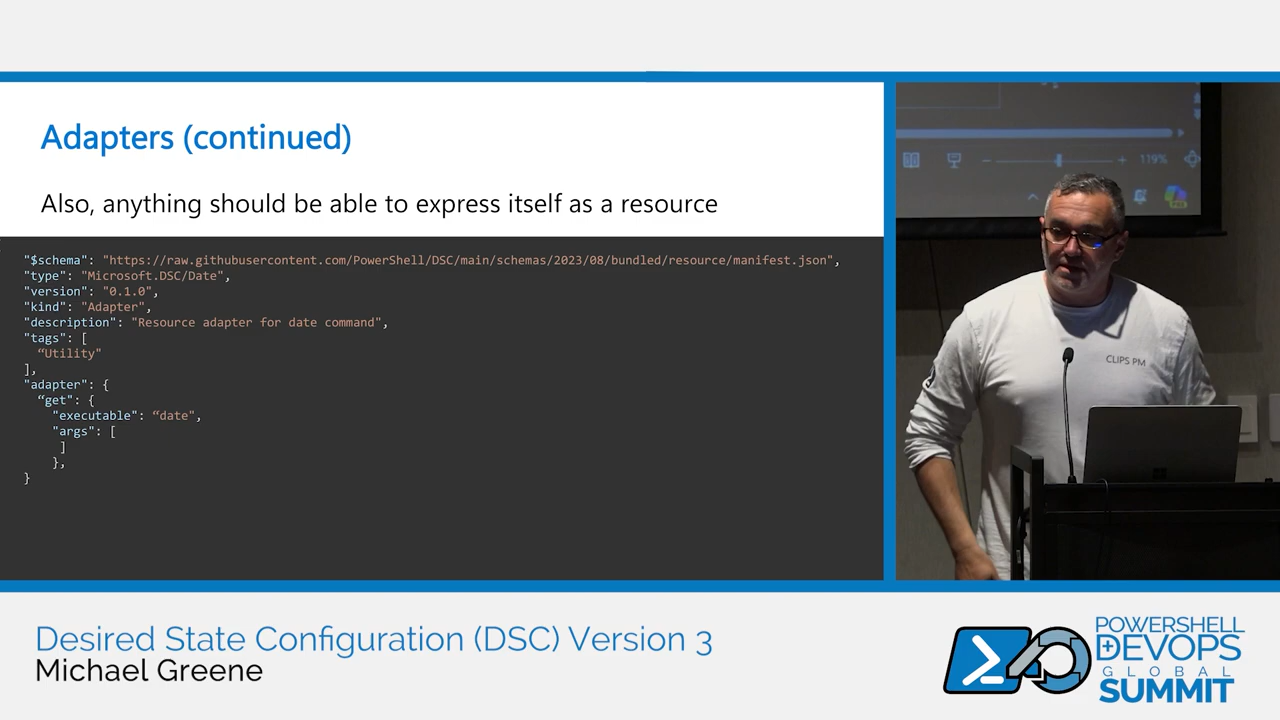 Adapters (continued)
Also, anything should be able to express itself as a resource
"$schema": "https://raw.githubusercontent.com/PowerShell/DSC/main/schemas/2023/08/bundled/resource/manifest.json",
"type": "Microsoft.DSC/Date",
"version": "0.1.0",
"kind": "Adapter",
"description": "Resource adapter for date command",
"tags": [
“Utility"
],
"adapter": {
“get": {
"executable": “date",
"args": [
]
},
}
119%
CLIPS PM
Desired State Configuration (DSC) Version 3
Michael Greene
POWERSHELL
DEVOPS
GLOBAL
SUMMIT